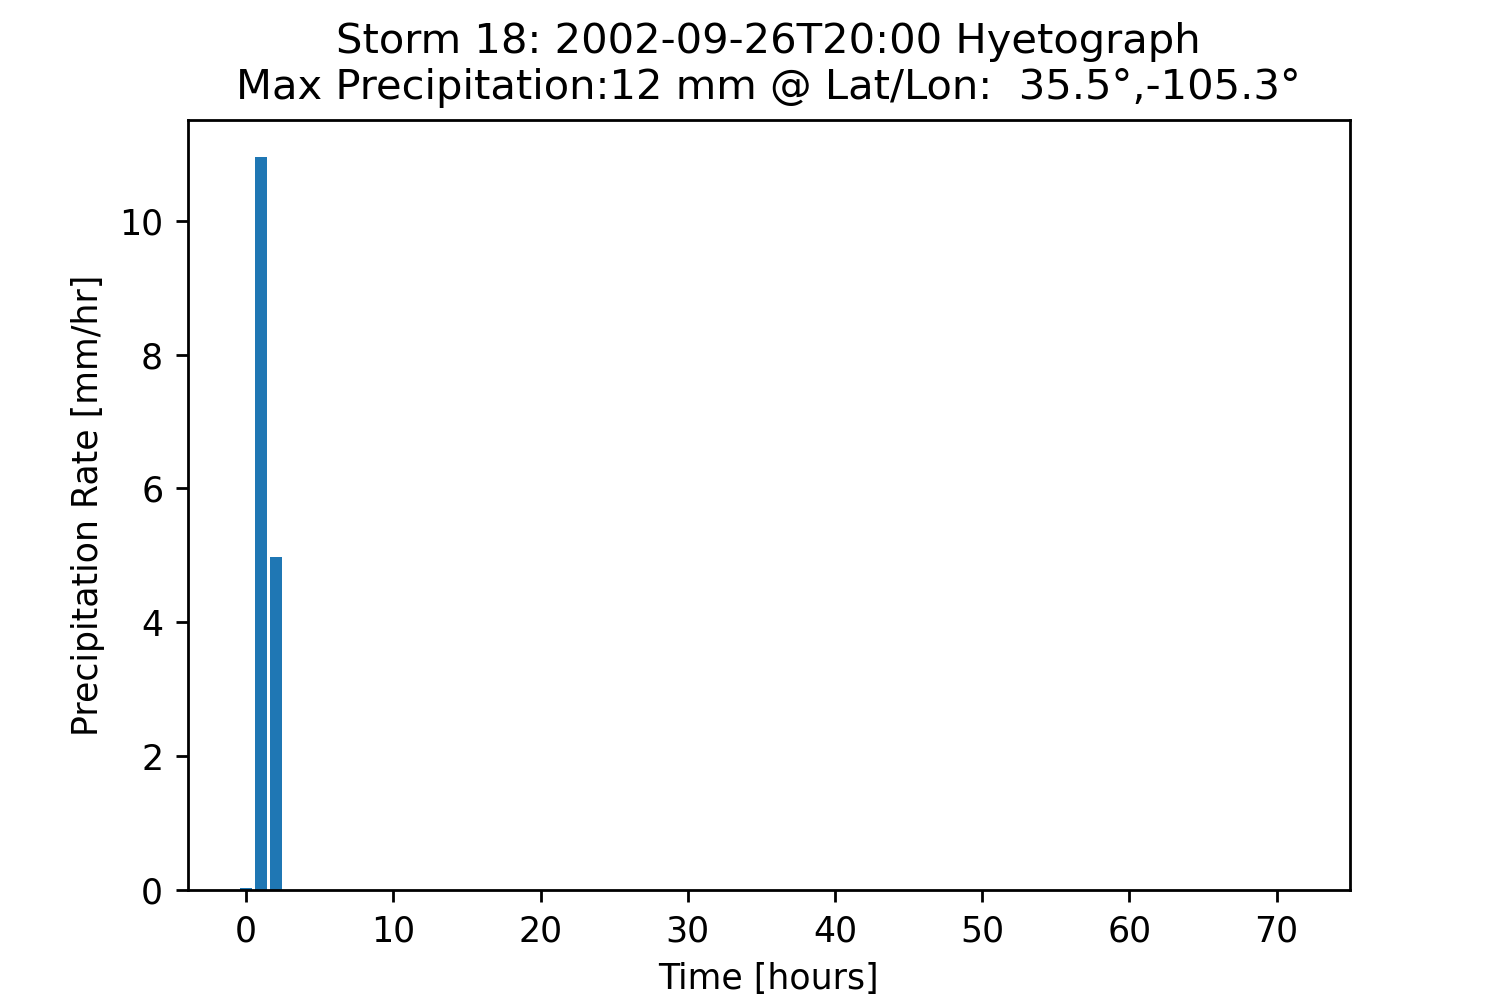 Storm 18: 2002-09-26T20:00 Hyetograph
Max Precipitation:12 mm @ Lat/Lon:  35.5°,-105.3°
Precipitation Rate [mm/hr]
10
8
6
4
2
0
0 10 20 30 40 50 60 70
Time [hours]